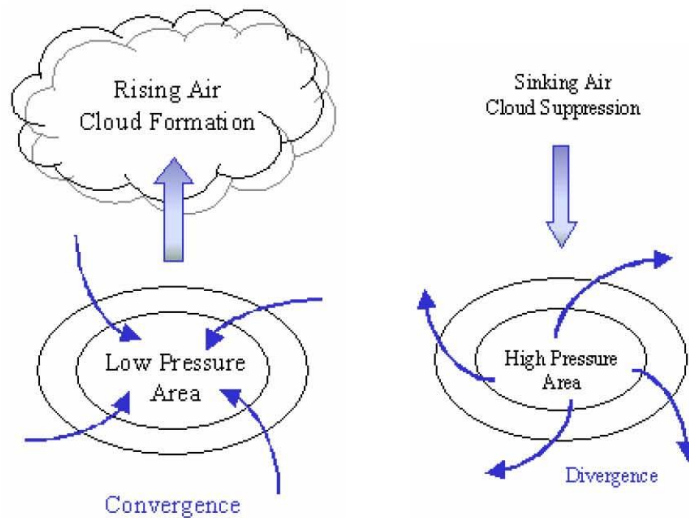 Rising Air
Cloud Formation
Low Pressure
Area
Convergence
Sinking Air
Cloud Suppression
High Pressure
Area
Divergence